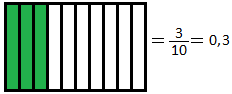 = 3/10 = 0,3